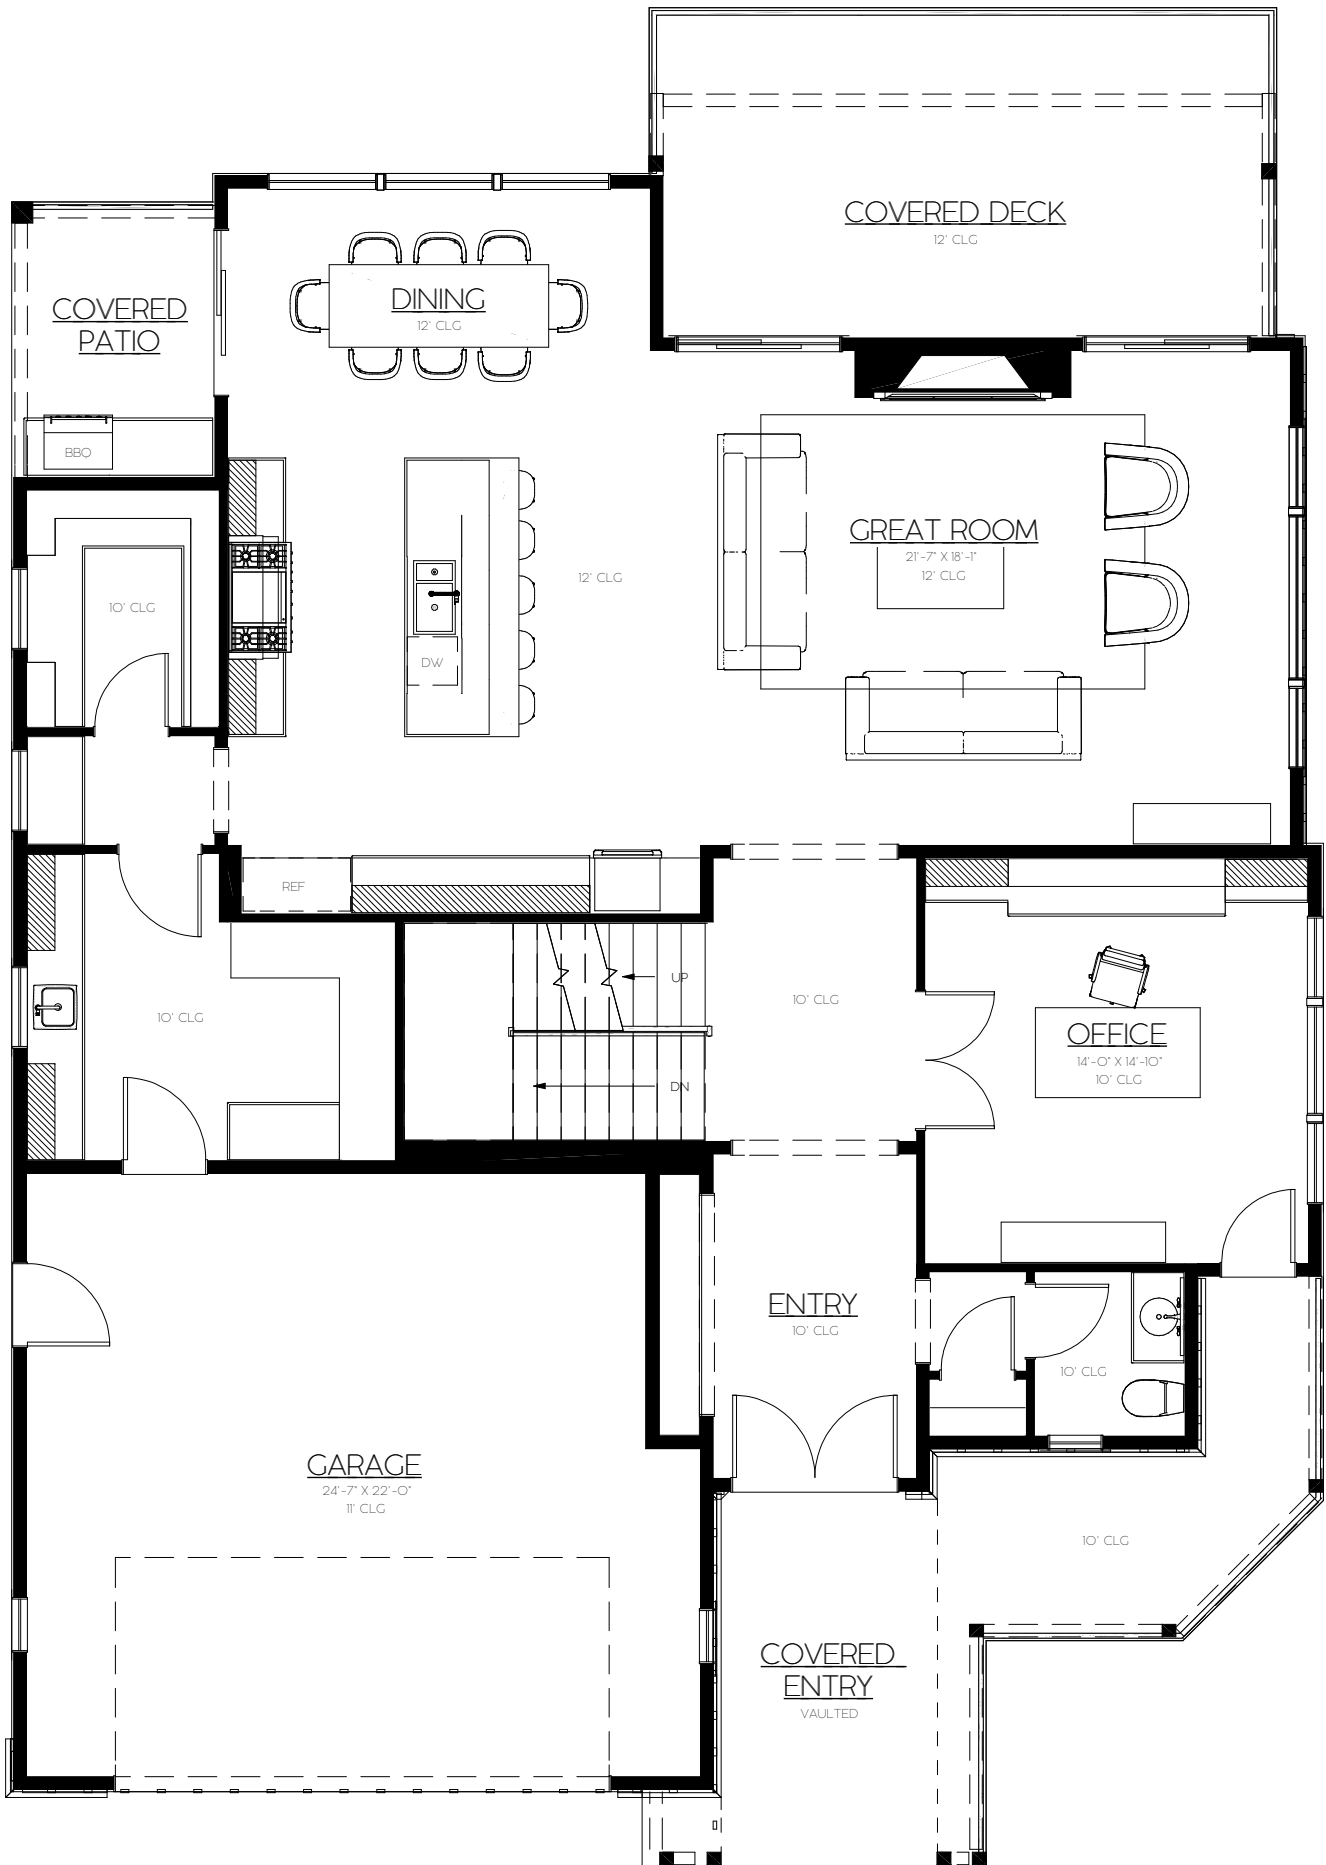 COVERED DECK
12' CLG
COVERED
PATIO
DINING
12' CLG
BBQ
GREAT ROOM
21'-7" X 18'-1"
12' CLG
12' CLG
10' CLG
DW
REF
UP
10' CLG
10' CLG
OFFICE
14'-0" X 14'-10"
10' CLG
DN
ENTRY
10' CLG
10' CLG
GARAGE
24'-7" X 22'-0"
11' CLG
10' CLG
COVERED
ENTRY
VAULTED